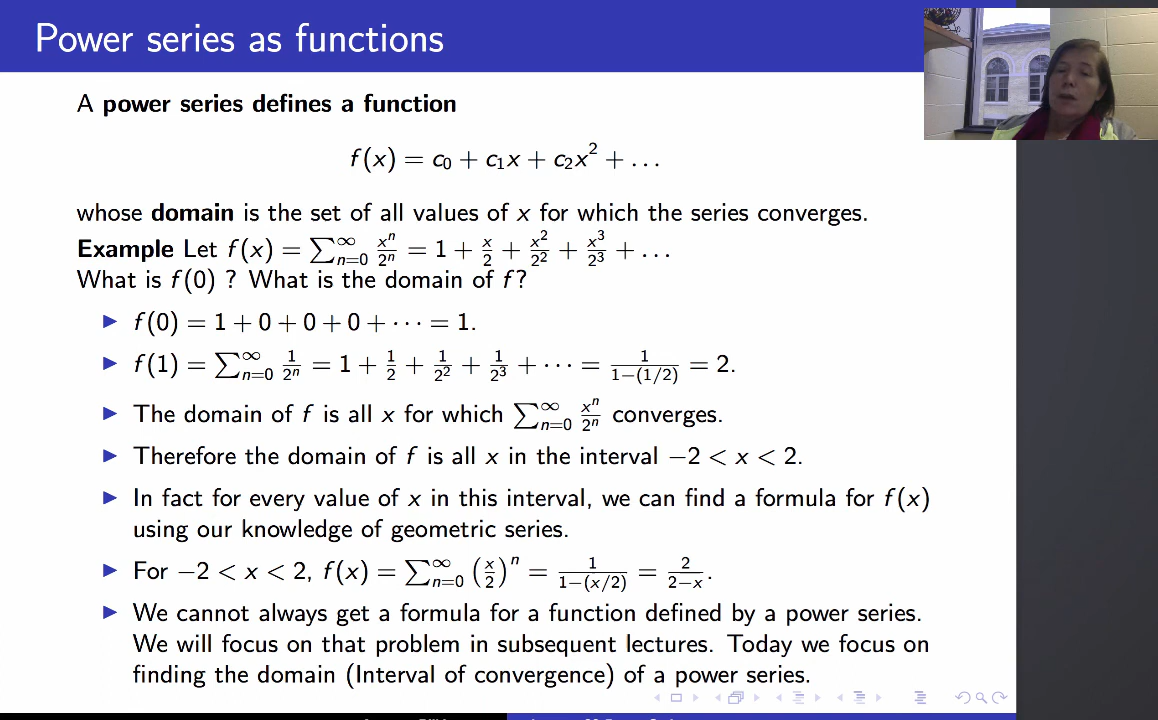 Power series as functions
A power series defines a function
f(x) = c₀ + c₁x + c₂x² + . . .
whose domain is the set of all values of x for which the series converges.
Example Let f(x) = ∑_{n=0}^{∞} xⁿ/2ⁿ = 1 + x/2 + x²/2² + x³/2³ + . . .
What is f(0) ? What is the domain of f?
▶ f(0) = 1 + 0 + 0 + 0 + · · · = 1.
▶ f(1) = ∑_{n=0}^{∞} 1/2ⁿ = 1 + 1/2 + 1/2² + 1/2³ + · · · = 1/(1−(1/2)) = 2.
▶ The domain of f is all x for which ∑_{n=0}^{∞} xⁿ/2ⁿ converges.
▶ Therefore the domain of f is all x in the interval −2 < x < 2.
▶ In fact for every value of x in this interval, we can find a formula for f(x)
using our knowledge of geometric series.
▶ For −2 < x < 2, f(x) = ∑_{n=0}^{∞} (x/2)ⁿ = 1/(1−(x/2)) = 2/(2−x).
▶ We cannot always get a formula for a function defined by a power series.
We will focus on that problem in subsequent lectures. Today we focus on
finding the domain (Interval of convergence) of a power series.